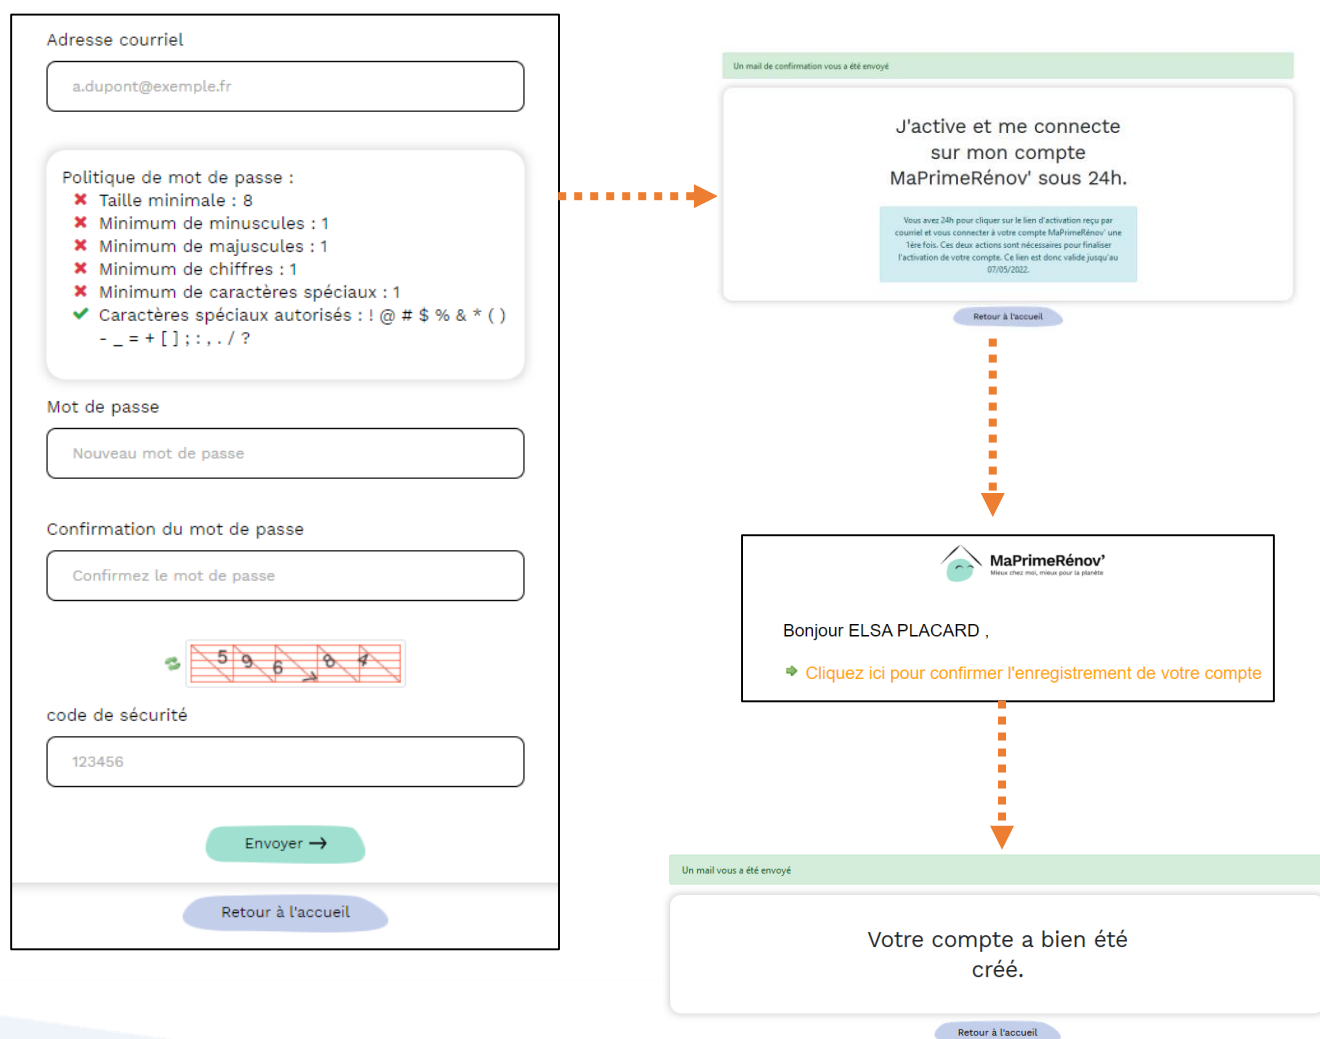 Adresse courriel
a.dupont@exemple.fr
Politique de mot de passe :
Taille minimale : 8
Minimum de minuscules : 1
Minimum de majuscules : 1
Minimum de chiffres : 1
Minimum de caractères spéciaux : 1
Caractères spéciaux autorisés : ! @ # $ % & * ( )
- _ = + [ ] ; : , . / ?
Mot de passe
Nouveau mot de passe
Confirmation du mot de passe
Confirmez le mot de passe
code de sécurité
123456
Envoyer →
Retour à l'accueil
Un mail de confirmation vous a été envoyé
J'active et me connecte
sur mon compte
MaPrimeRénov' sous 24h.
Vous avez 24h pour cliquer sur le lien d'activation reçu par
courriel et vous connecter à votre compte MaPrimeRénov' une
1ère fois. Ces deux actions sont nécessaires pour finaliser
l'activation de votre compte. Ce lien est donc valide jusqu'au
07/05/2022.
Retour à l'accueil
MaPrimeRénov'
Mieux chez moi, mieux pour la planète
Bonjour ELSA PLACARD ,
Cliquez ici pour confirmer l'enregistrement de votre compte
Un mail vous a été envoyé
Votre compte a bien été
créé.
Retour à l'accueil